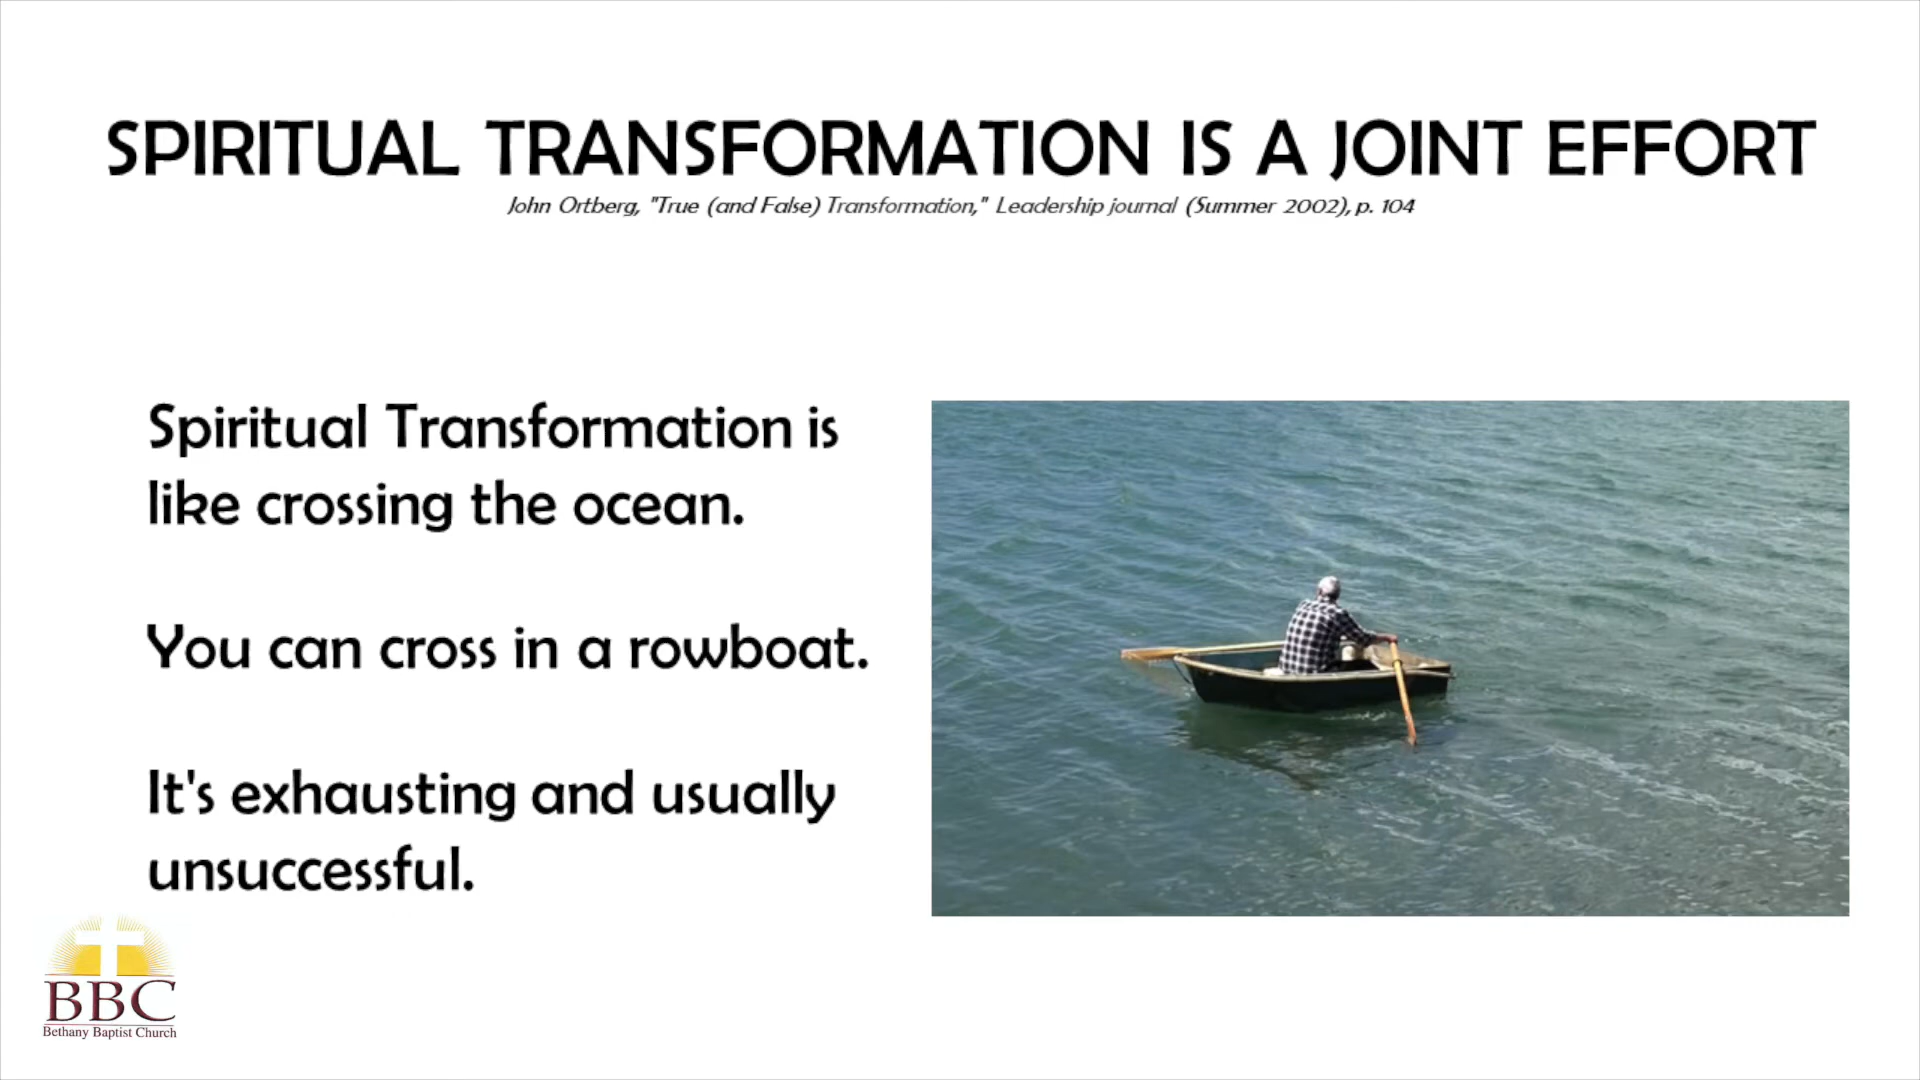 SPIRITUAL TRANSFORMATION IS A JOINT EFFORT
John Ortberg, "True (and False) Transformation," Leadership journal (Summer 2002), p. 104
Spiritual Transformation is
like crossing the ocean.
You can cross in a rowboat.
It's exhausting and usually
unsuccessful.
BBC
Bethany Baptist Church